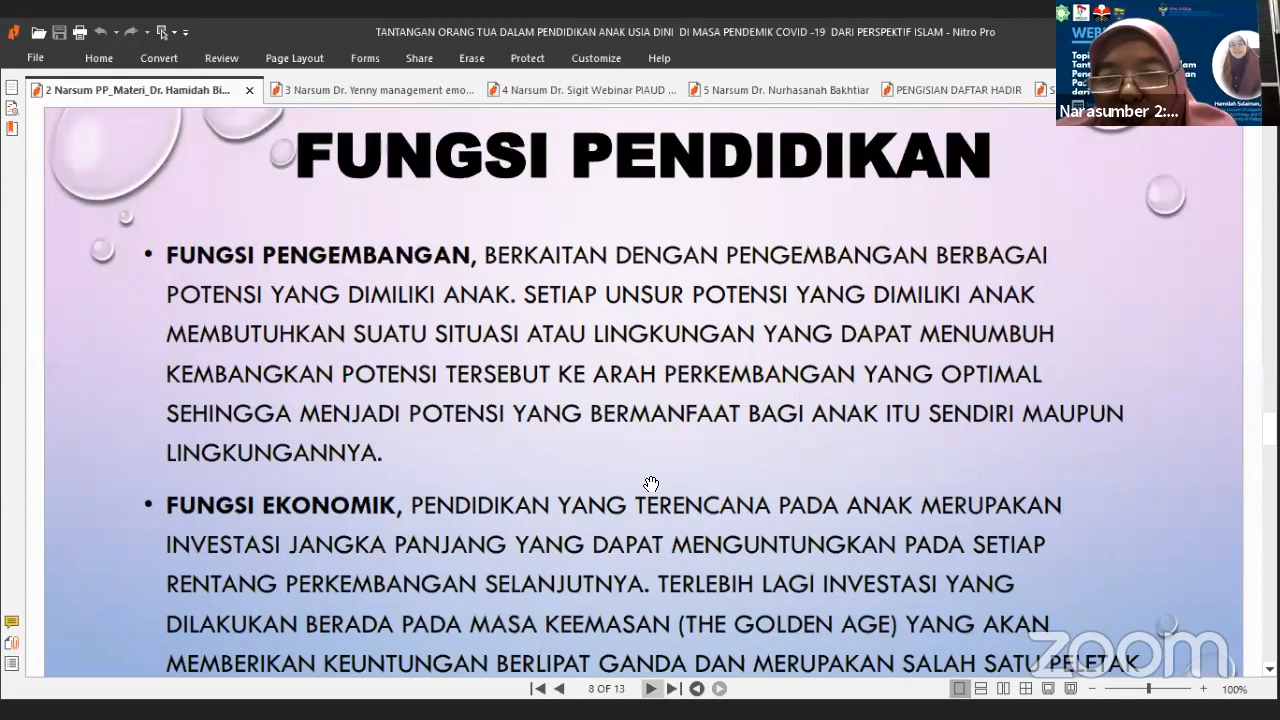 TANTANGAN ORANG TUA DALAM PENDIDIKAN ANAK USIA DINI DI MASA PENDEMIK COVID -19 DARI PERSPEKTIF ISLAM - Nitro Pro
File Home Convert Review Page Layout Forms Share Erase Protect Customize Help
2 Narsum PP_Materi_Dr. Hamidah Bi... 3 Narsum Dr. Yenny management emo... 4 Narsum Dr. Sigit Webinar PIAUD ... 5 Narsum Dr. Nurhasanah Bakhtiar PENGISIAN DAFTAR HADIR S
Narasumber 2:...
FUNGSI PENDIDIKAN
• FUNGSI PENGEMBANGAN, BERKAITAN DENGAN PENGEMBANGAN BERBAGAI
POTENSI YANG DIMILIKI ANAK. SETIAP UNSUR POTENSI YANG DIMILIKI ANAK
MEMBUTUHKAN SUATU SITUASI ATAU LINGKUNGAN YANG DAPAT MENUMBUH
KEMBANGKAN POTENSI TERSEBUT KE ARAH PERKEMBANGAN YANG OPTIMAL
SEHINGGA MENJADI POTENSI YANG BERMANFAAT BAGI ANAK ITU SENDIRI MAUPUN
LINGKUNGANNYA.
• FUNGSI EKONOMIK, PENDIDIKAN YANG TERENCANA PADA ANAK MERUPAKAN
INVESTASI JANGKA PANJANG YANG DAPAT MENGUNTUNGKAN PADA SETIAP
RENTANG PERKEMBANGAN SELANJUTNYA. TERLEBIH LAGI INVESTASI YANG
DILAKUKAN BERADA PADA MASA KEEMASAN (THE GOLDEN AGE) YANG AKAN
MEMBERIKAN KEUNTUNGAN BERLIPAT GANDA DAN MERUPAKAN SALAH SATU PELETAK
zoom
8 OF 13
100%